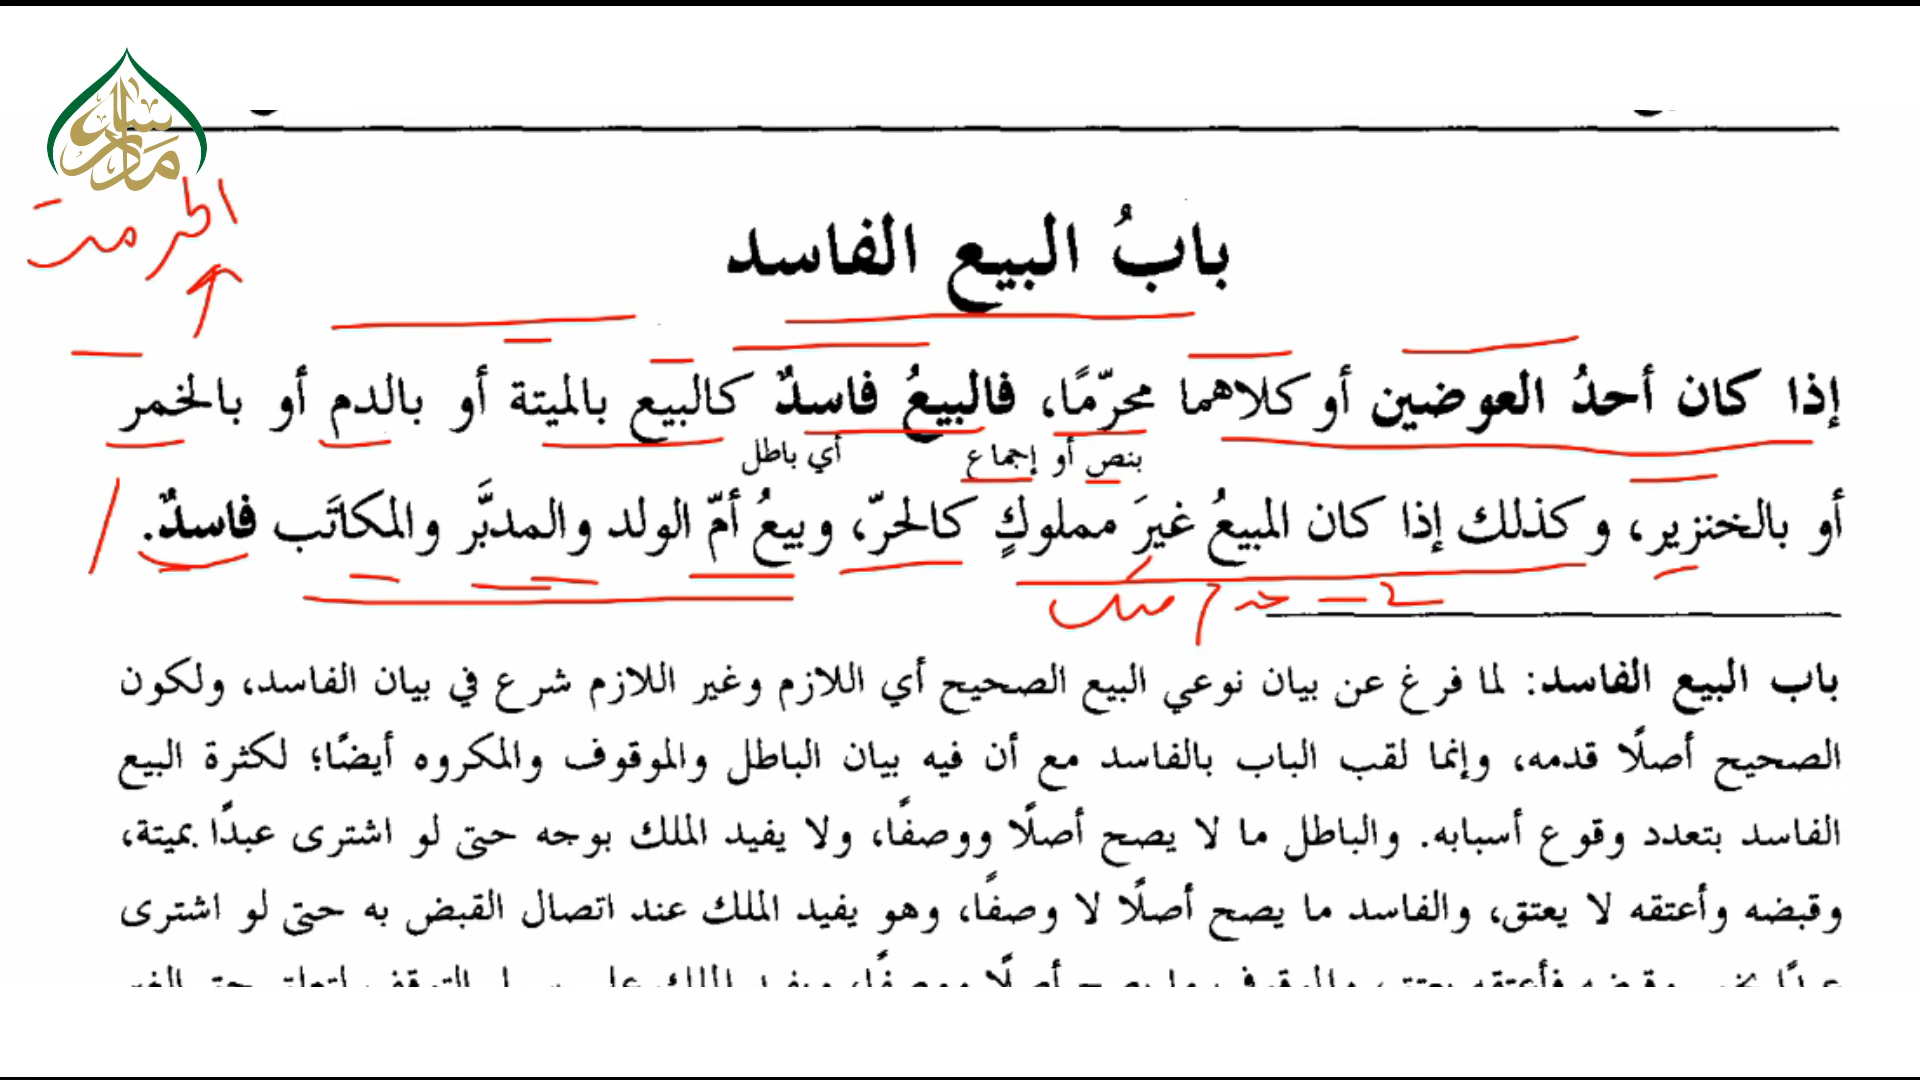 مدارس
الحرمت
بابُ البيع الفاسد
إذا كان أحدُ العوضين أو كلاهما محرّمًا، فالبيعُ فاسدٌ كالبيع بالميتة أو بالدم أو بالخمر
بنص أو إجماع أي باطل
أو بالخنزير، وكذلك إذا كان المبيعُ غيرَ مملوكٍ كالحرّ، وبيعُ أمّ الولد والمدبَّر والمكاتَب فاسدٌ.
باب البيع الفاسد: لما فرغ عن بيان نوعي البيع الصحيح أي اللازم وغير اللازم شرع في بيان الفاسد، ولكون
الصحيح أصلًا قدمه، وإنما لقب الباب بالفاسد مع أن فيه بيان الباطل والموقوف والمكروه أيضًا؛ لكثرة البيع
الفاسد بتعدد وقوع أسبابه. والباطل ما لا يصح أصلًا ووصفًا، ولا يفيد الملك بوجه حتى لو اشترى عبدًا بميتة،
وقبضه وأعتقه لا يعتق، والفاسد ما يصح أصلًا لا وصفًا، وهو يفيد الملك عند اتصال القبض به حتى لو اشترى